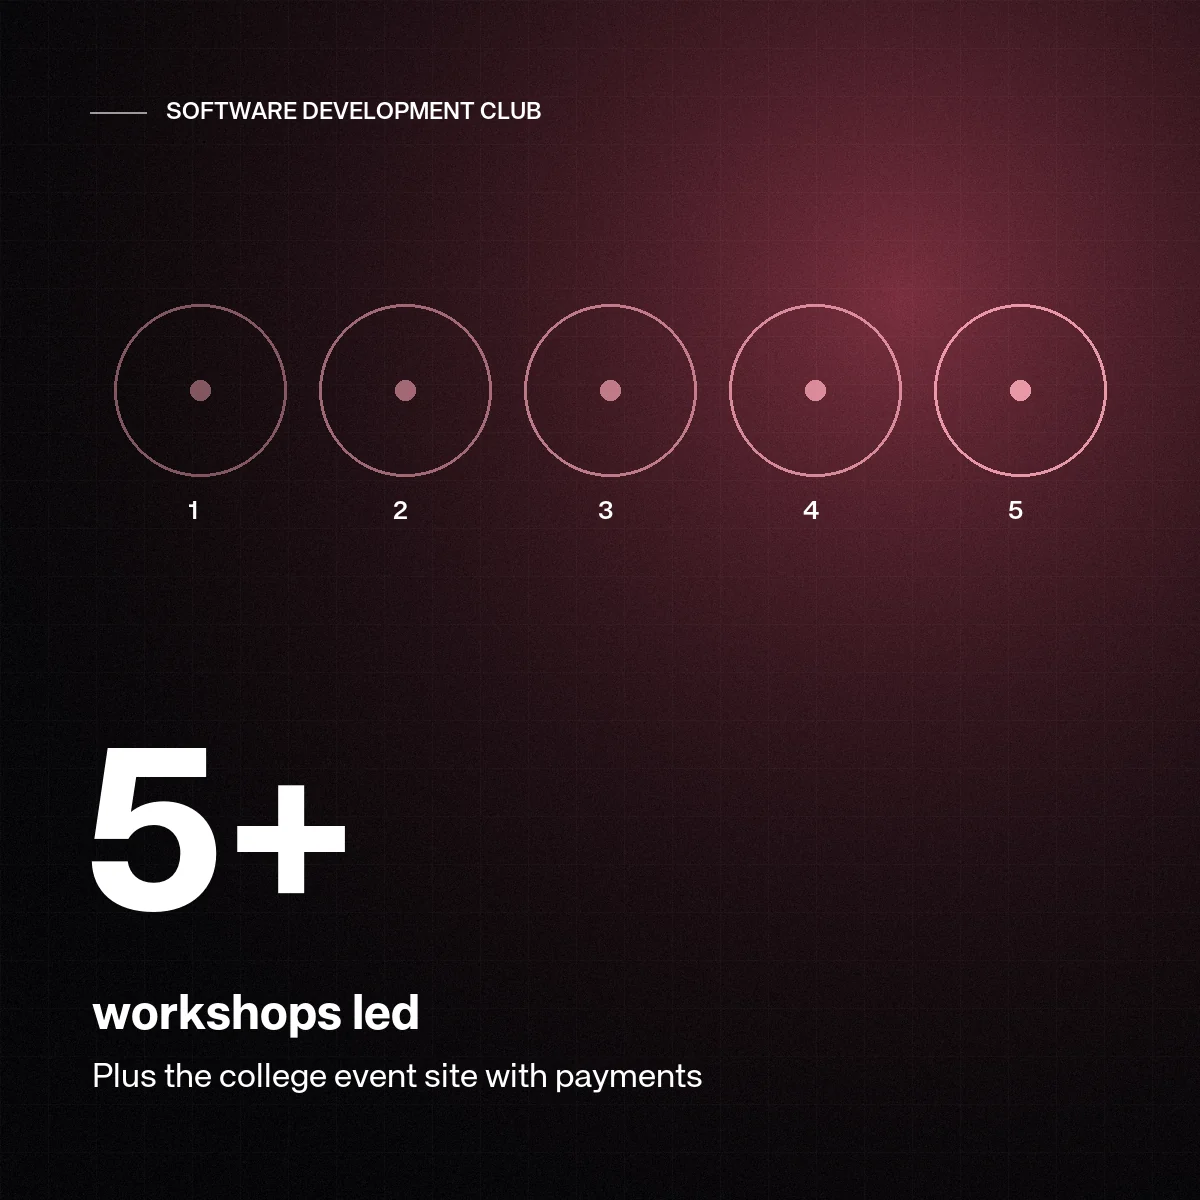 SOFTWARE DEVELOPMENT CLUB
1 2 3 4 5
5+
workshops led
Plus the college event site with payments